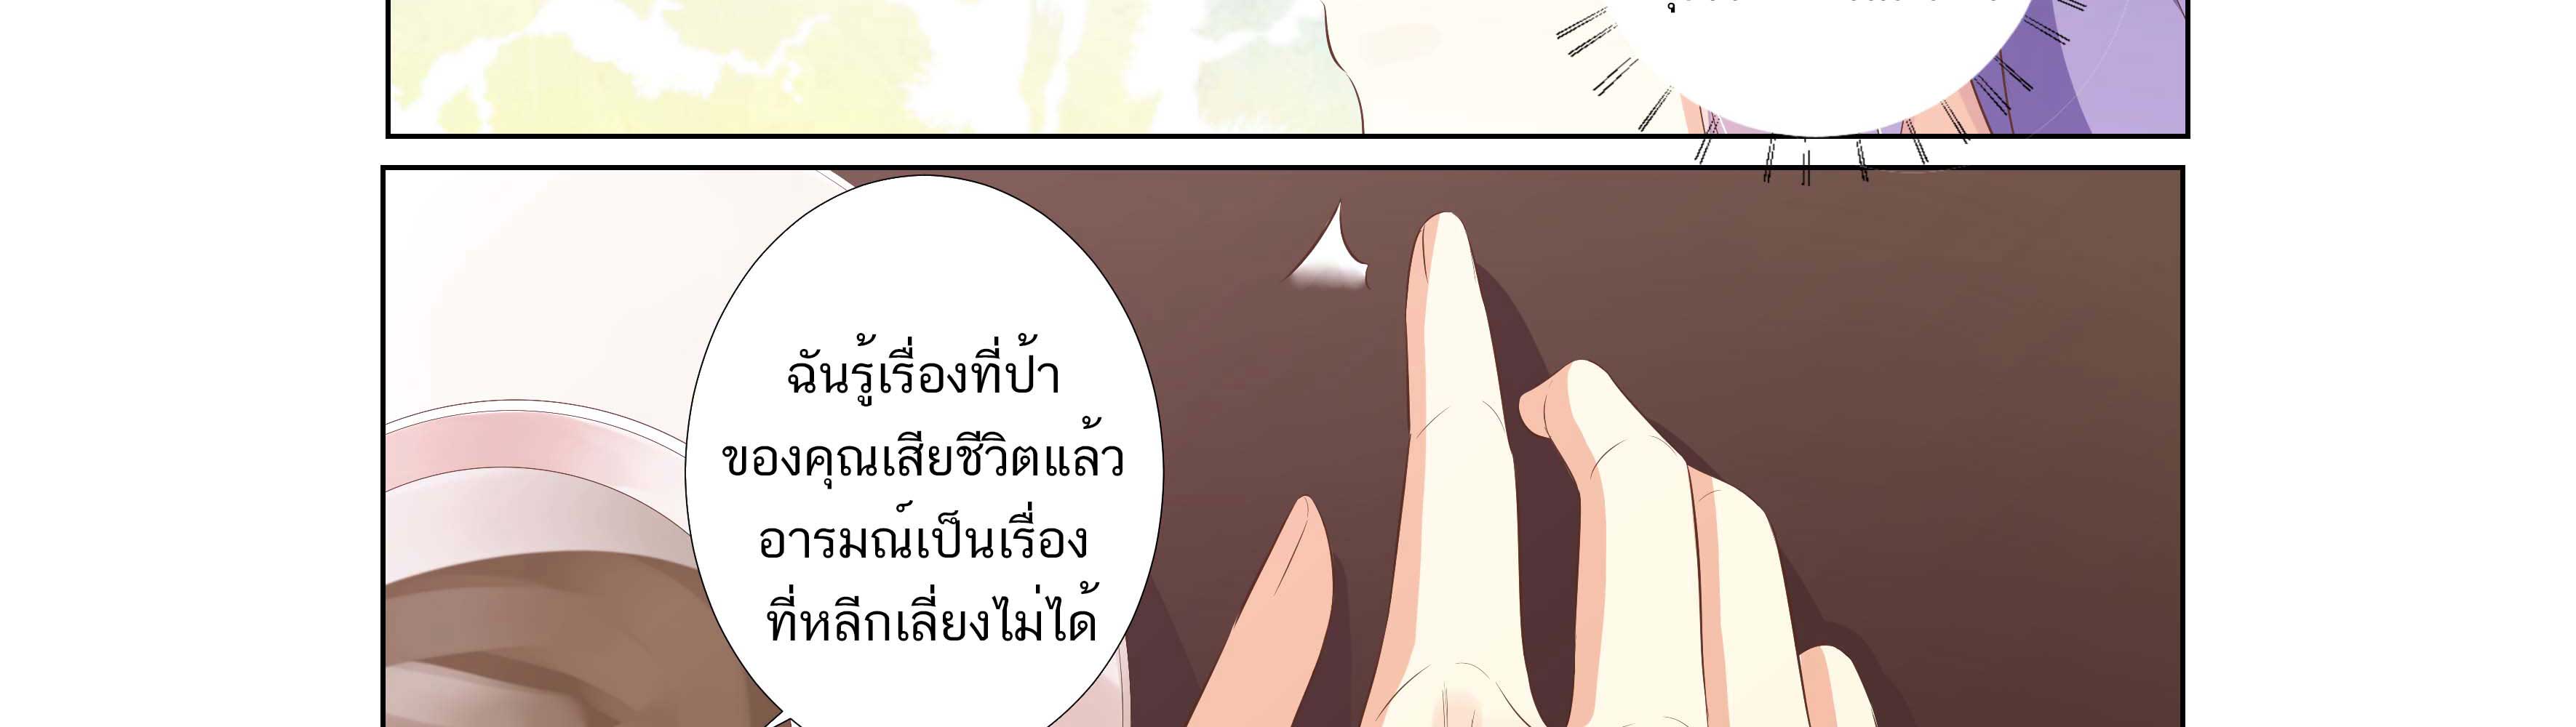 ฉันรู้เรื่องที่ป้า
ของคุณเสียชีวิตแล้ว
อารมณ์เป็นเรื่อง
ที่หลีกเลี่ยงไม่ได้